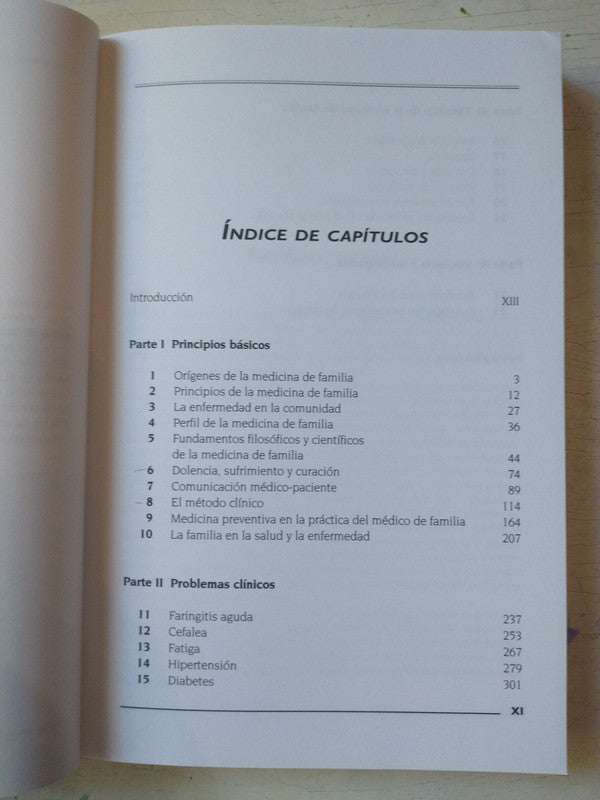 ÍNDICE DE CAPÍTULOS
Introducción XIII
Parte I Principios básicos
1 Orígenes de la medicina de familia 3
2 Principios de la medicina de familia 12
3 La enfermedad en la comunidad 27
4 Perfil de la medicina de familia 36
5 Fundamentos filosóficos y científicos
de la medicina de familia 44
6 Dolencia, sufrimiento y curación 74
7 Comunicación médico-paciente 89
8 El método clínico 114
9 Medicina preventiva en la práctica del médico de familia 164
10 La familia en la salud y la enfermedad 207
Parte II Problemas clínicos
11 Faringitis aguda 237
12 Cefalea 253
13 Fatiga 267
14 Hipertensión 279
15 Diabetes 301
XI